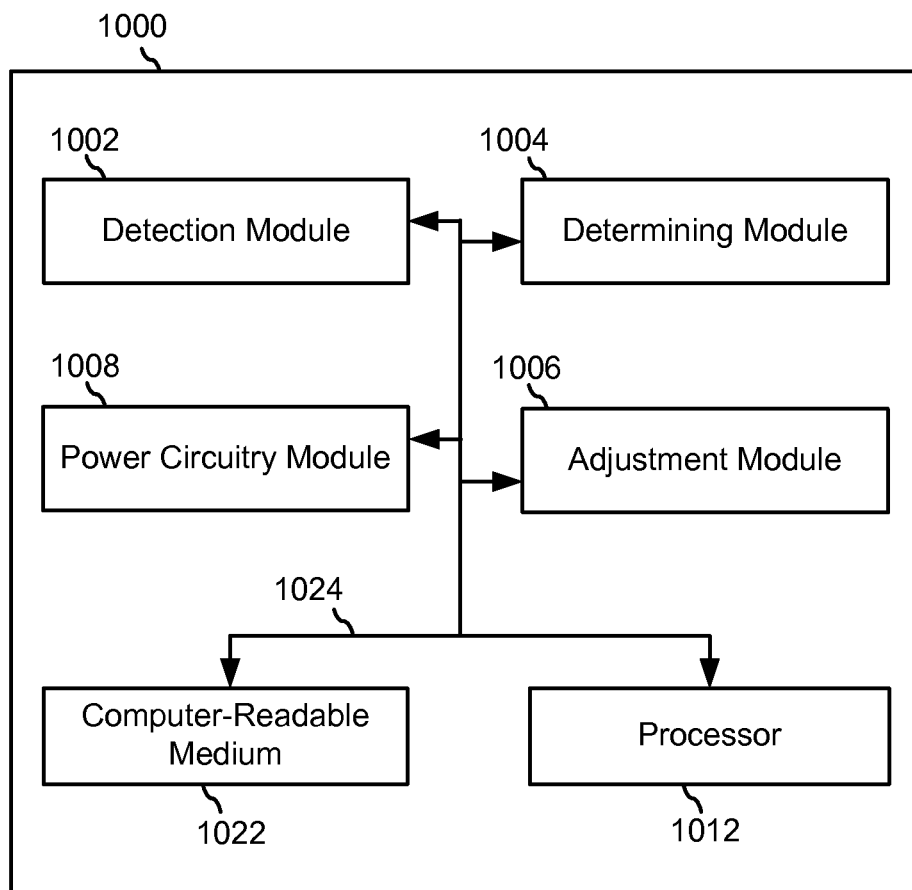 1000
1002
1004
Detection Module
Determining Module
1008
1006
Power Circuitry Module
Adjustment Module
1024
Computer-Readable
Medium
Processor
1022
1012